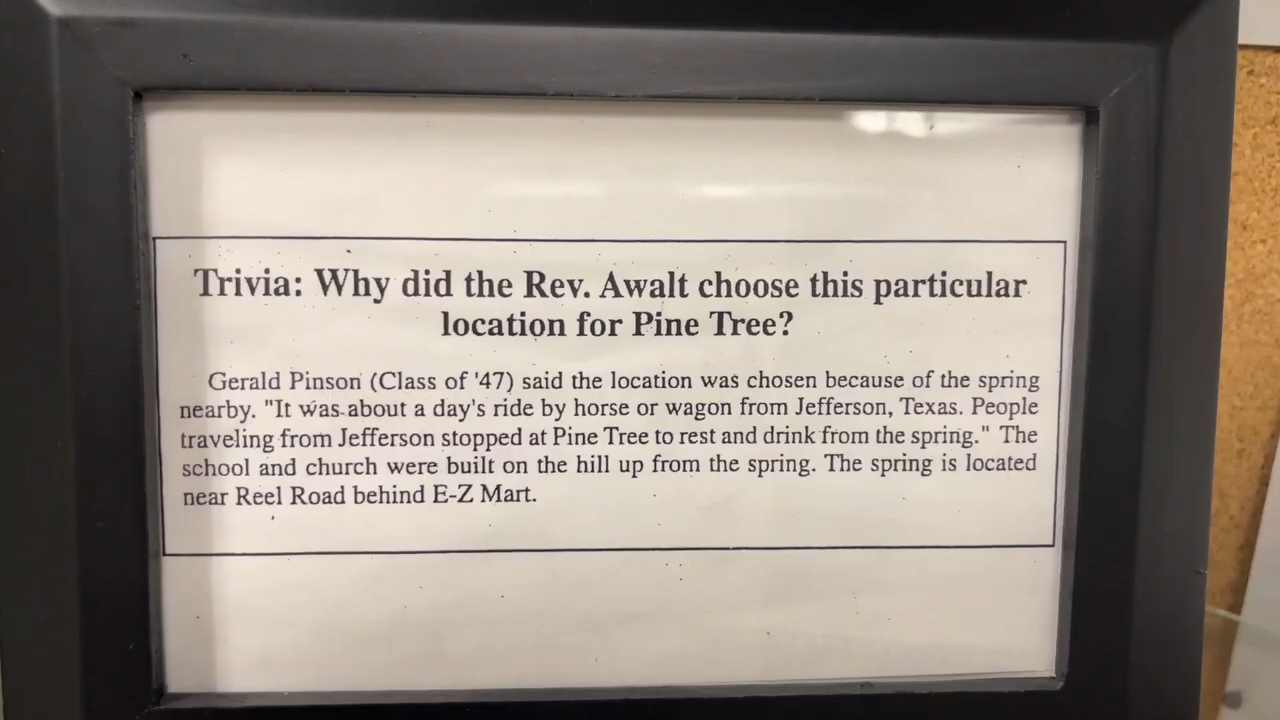 Trivia: Why did the Rev. Awalt choose this particular
location for Pine Tree?
Gerald Pinson (Class of '47) said the location was chosen because of the spring
nearby. "It was about a day's ride by horse or wagon from Jefferson, Texas. People
traveling from Jefferson stopped at Pine Tree to rest and drink from the spring." The
school and church were built on the hill up from the spring. The spring is located
near Reel Road behind E-Z Mart.